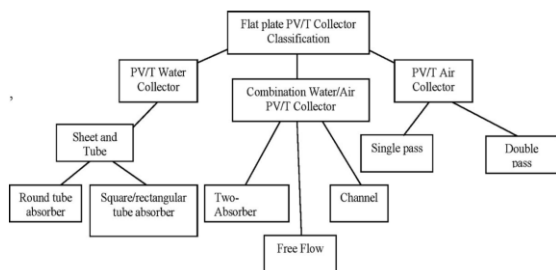 Flat plate PV/T Collector
Classification
PV/T Water
Collector
Combination Water/Air
PV/T Collector
PV/T Air
Collector
,
Sheet and
Tube
Single pass
Double
pass
Round tube
absorber
Square/rectangular
tube absorber
Two-
Absorber
Channel
Free Flow